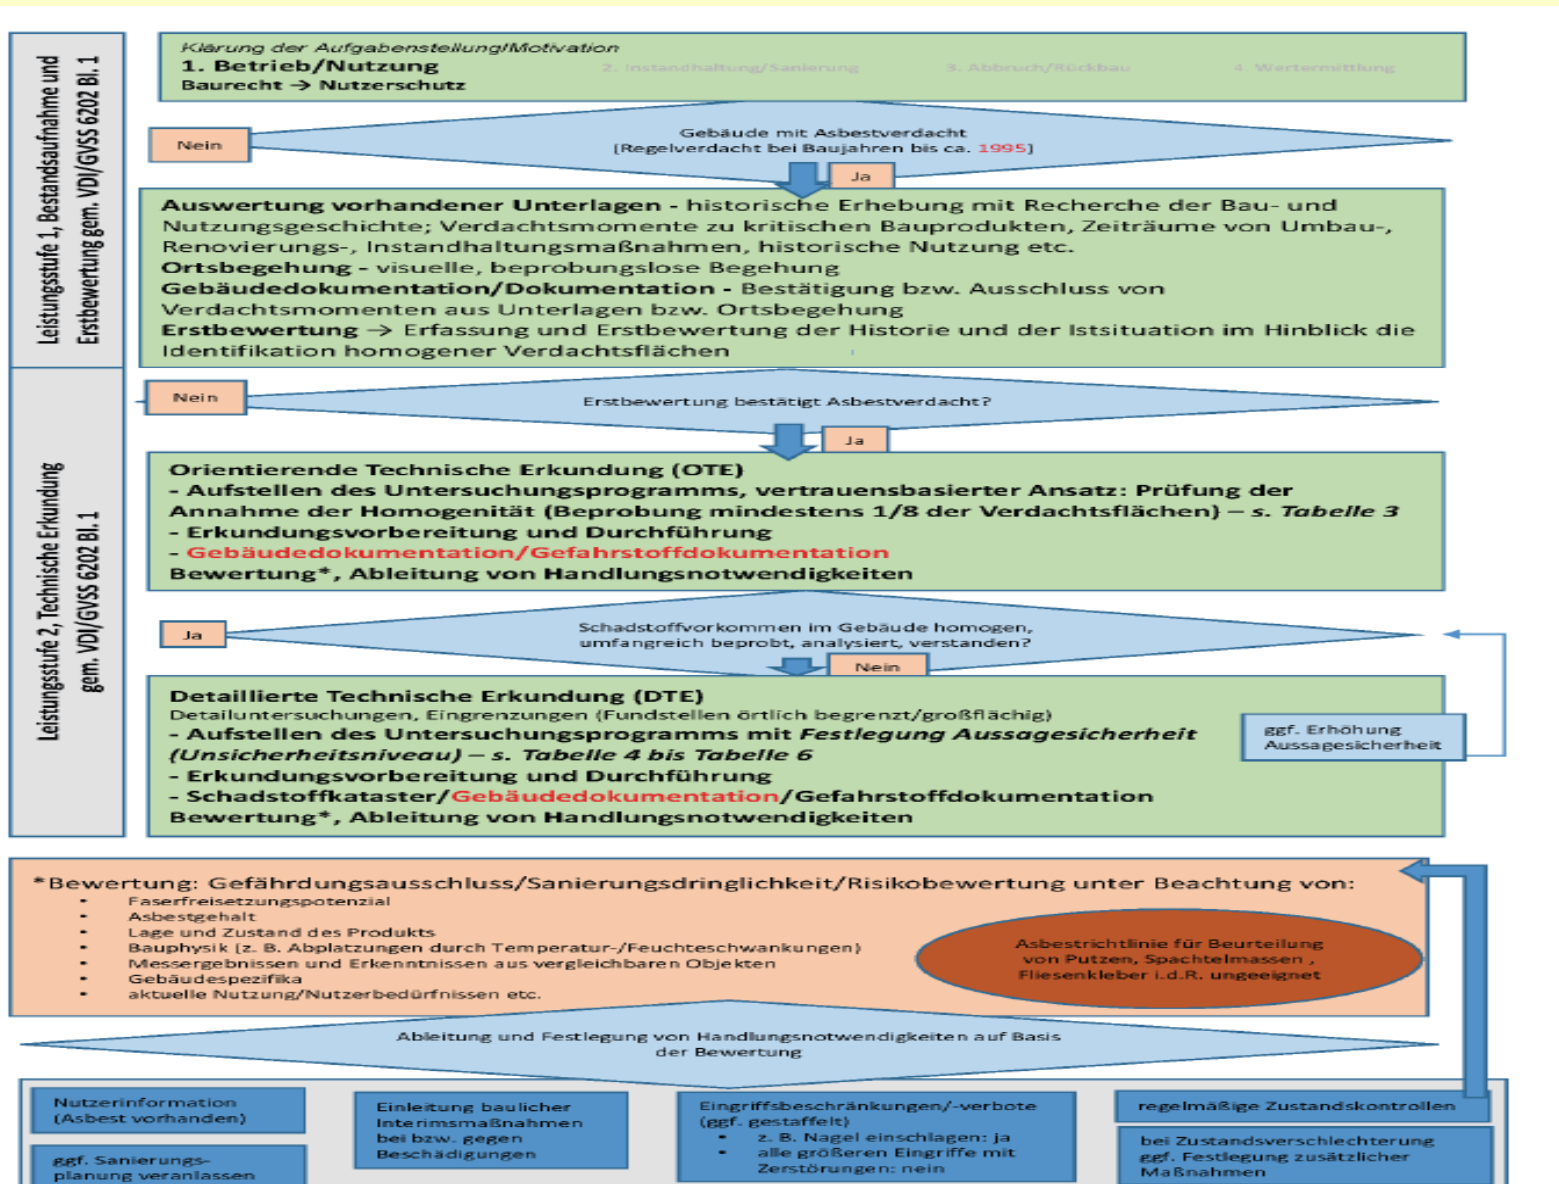 Leistungsstufe 1, Bestandsaufnahme und
Erstbewertung gem. VDI/GVSS 6202 Bl. 1
Klärung der Aufgabenstellung/Motivation
1. Betrieb/Nutzung
2. Instandhaltung/Sanierung
3. Abbruch/Rückbau
4. Wertermittlung
Baurecht → Nutzerschutz
Nein
Gebäude mit Asbestverdacht
[Regelverdacht bei Baujahren bis ca. 1995]
Ja
Auswertung vorhandener Unterlagen - historische Erhebung mit Recherche der Bau- und
Nutzungsgeschichte; Verdachtsmomente zu kritischen Bauprodukten, Zeiträume von Umbau-,
Renovierungs-, Instandhaltungsmaßnahmen, historische Nutzung etc.
Ortsbegehung - visuelle, beprobungslose Begehung
Gebäudedokumentation/Dokumentation - Bestätigung bzw. Ausschluss von
Verdachtsmomenten aus Unterlagen bzw. Ortsbegehung
Erstbewertung → Erfassung und Erstbewertung der Historie und der Istsituation im Hinblick die
Identifikation homogener Verdachtsflächen
Leistungsstufe 2, Technische Erkundung
gem. VDI/GVSS 6202 Bl. 1
Nein
Erstbewertung bestätigt Asbestverdacht?
Ja
Orientierende Technische Erkundung (OTE)
- Aufstellen des Untersuchungsprogramms, vertrauensbasierter Ansatz: Prüfung der
Annahme der Homogenität (Beprobung mindestens 1/8 der Verdachtsflächen) – s. Tabelle 3
- Erkundungsvorbereitung und Durchführung
- Gebäudedokumentation/Gefahrstoffdokumentation
Bewertung*, Ableitung von Handlungsnotwendigkeiten
Ja
Schadstoffvorkommen im Gebäude homogen,
umfangreich beprobt, analysiert, verstanden?
Nein
Detaillierte Technische Erkundung (DTE)
Detailuntersuchungen, Eingrenzungen (Fundstellen örtlich begrenzt/großflächig)
- Aufstellen des Untersuchungsprogramms mit Festlegung Aussagesicherheit
(Unsicherheitsniveau) – s. Tabelle 4 bis Tabelle 6
- Erkundungsvorbereitung und Durchführung
- Schadstoffkataster/Gebäudedokumentation/Gefahrstoffdokumentation
Bewertung*, Ableitung von Handlungsnotwendigkeiten
ggf. Erhöhung
Aussagesicherheit
*Bewertung: Gefährdungsausschluss/Sanierungsdringlichkeit/Risikobewertung unter Beachtung von:
• Faserfreisetzungspotenzial
• Asbestgehalt
• Lage und Zustand des Produkts
• Bauphysik (z. B. Abplatzungen durch Temperatur-/Feuchteschwankungen)
• Messergebnissen und Erkenntnissen aus vergleichbaren Objekten
• Gebäudespezifika
• aktuelle Nutzung/Nutzerbedürfnissen etc.
Asbestrichtlinie für Beurteilung
von Putzen, Spachtelmassen ,
Fliesenkleber i.d.R. ungeeignet
Ableitung und Festlegung von Handlungsnotwendigkeiten auf Basis
der Bewertung
Nutzerinformation
(Asbest vorhanden)
ggf. Sanierungs-
planung veranlassen
Einleitung baulicher
Interimsmaßnahmen
bei bzw. gegen
Beschädigungen
Eingriffsbeschränkungen/-verbote
(ggf. gestaffelt)
• z. B. Nagel einschlagen: ja
• alle größeren Eingriffe mit
Zerstörungen: nein
regelmäßige Zustandskontrollen
bei Zustandsverschlechterung
ggf. Festlegung zusätzlicher
Maßnahmen